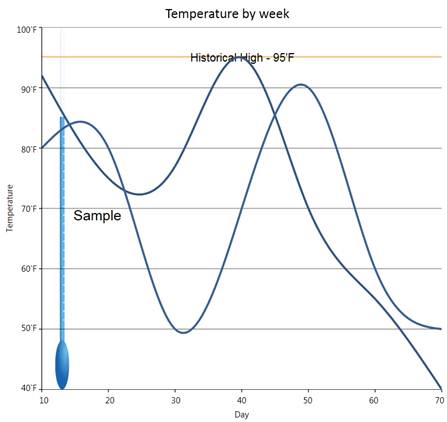 Temperature by week
100°F
Historical High - 95'F
90°F
80°F
Sample
70°F
Temperature
60°F
50°F
40°F
10 20 30 40 50 60 70
Day